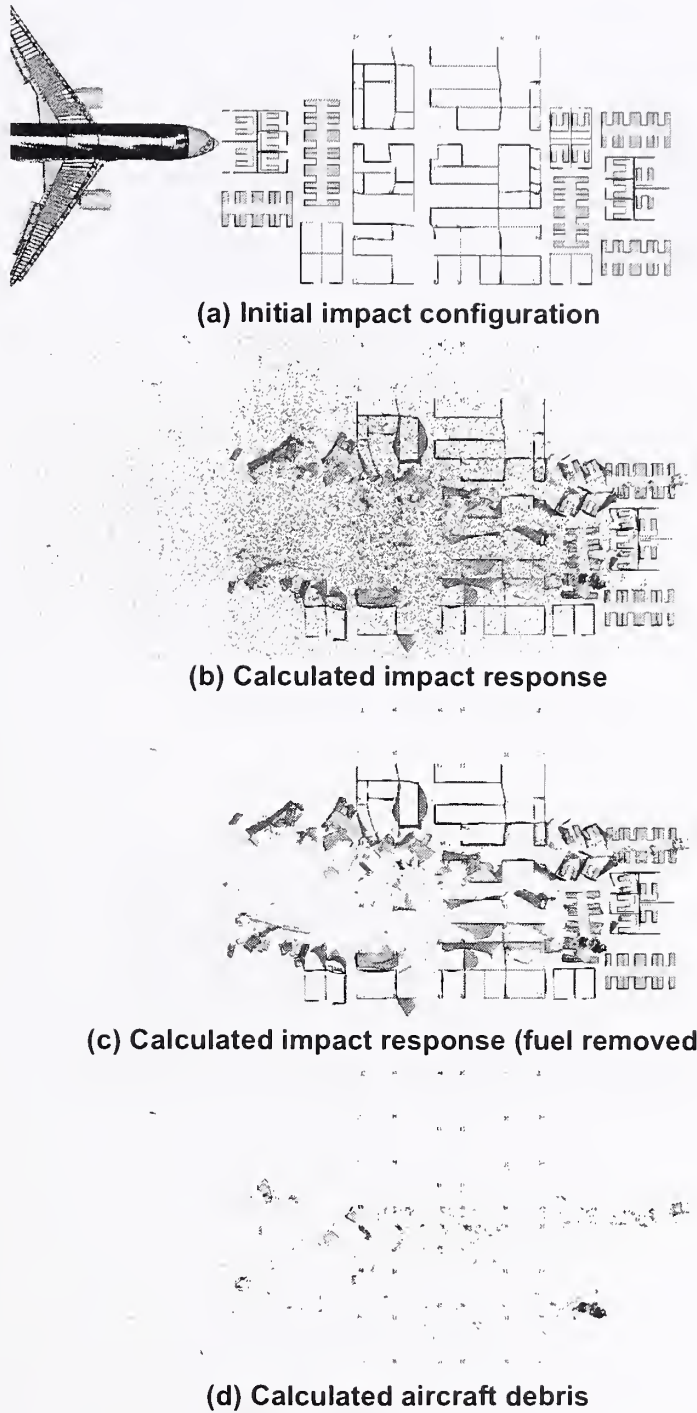 (a) Initial impact configuration
(b) Calculated impact response
(c) Calculated impact response (fuel removed
(d) Calculated aircraft debris